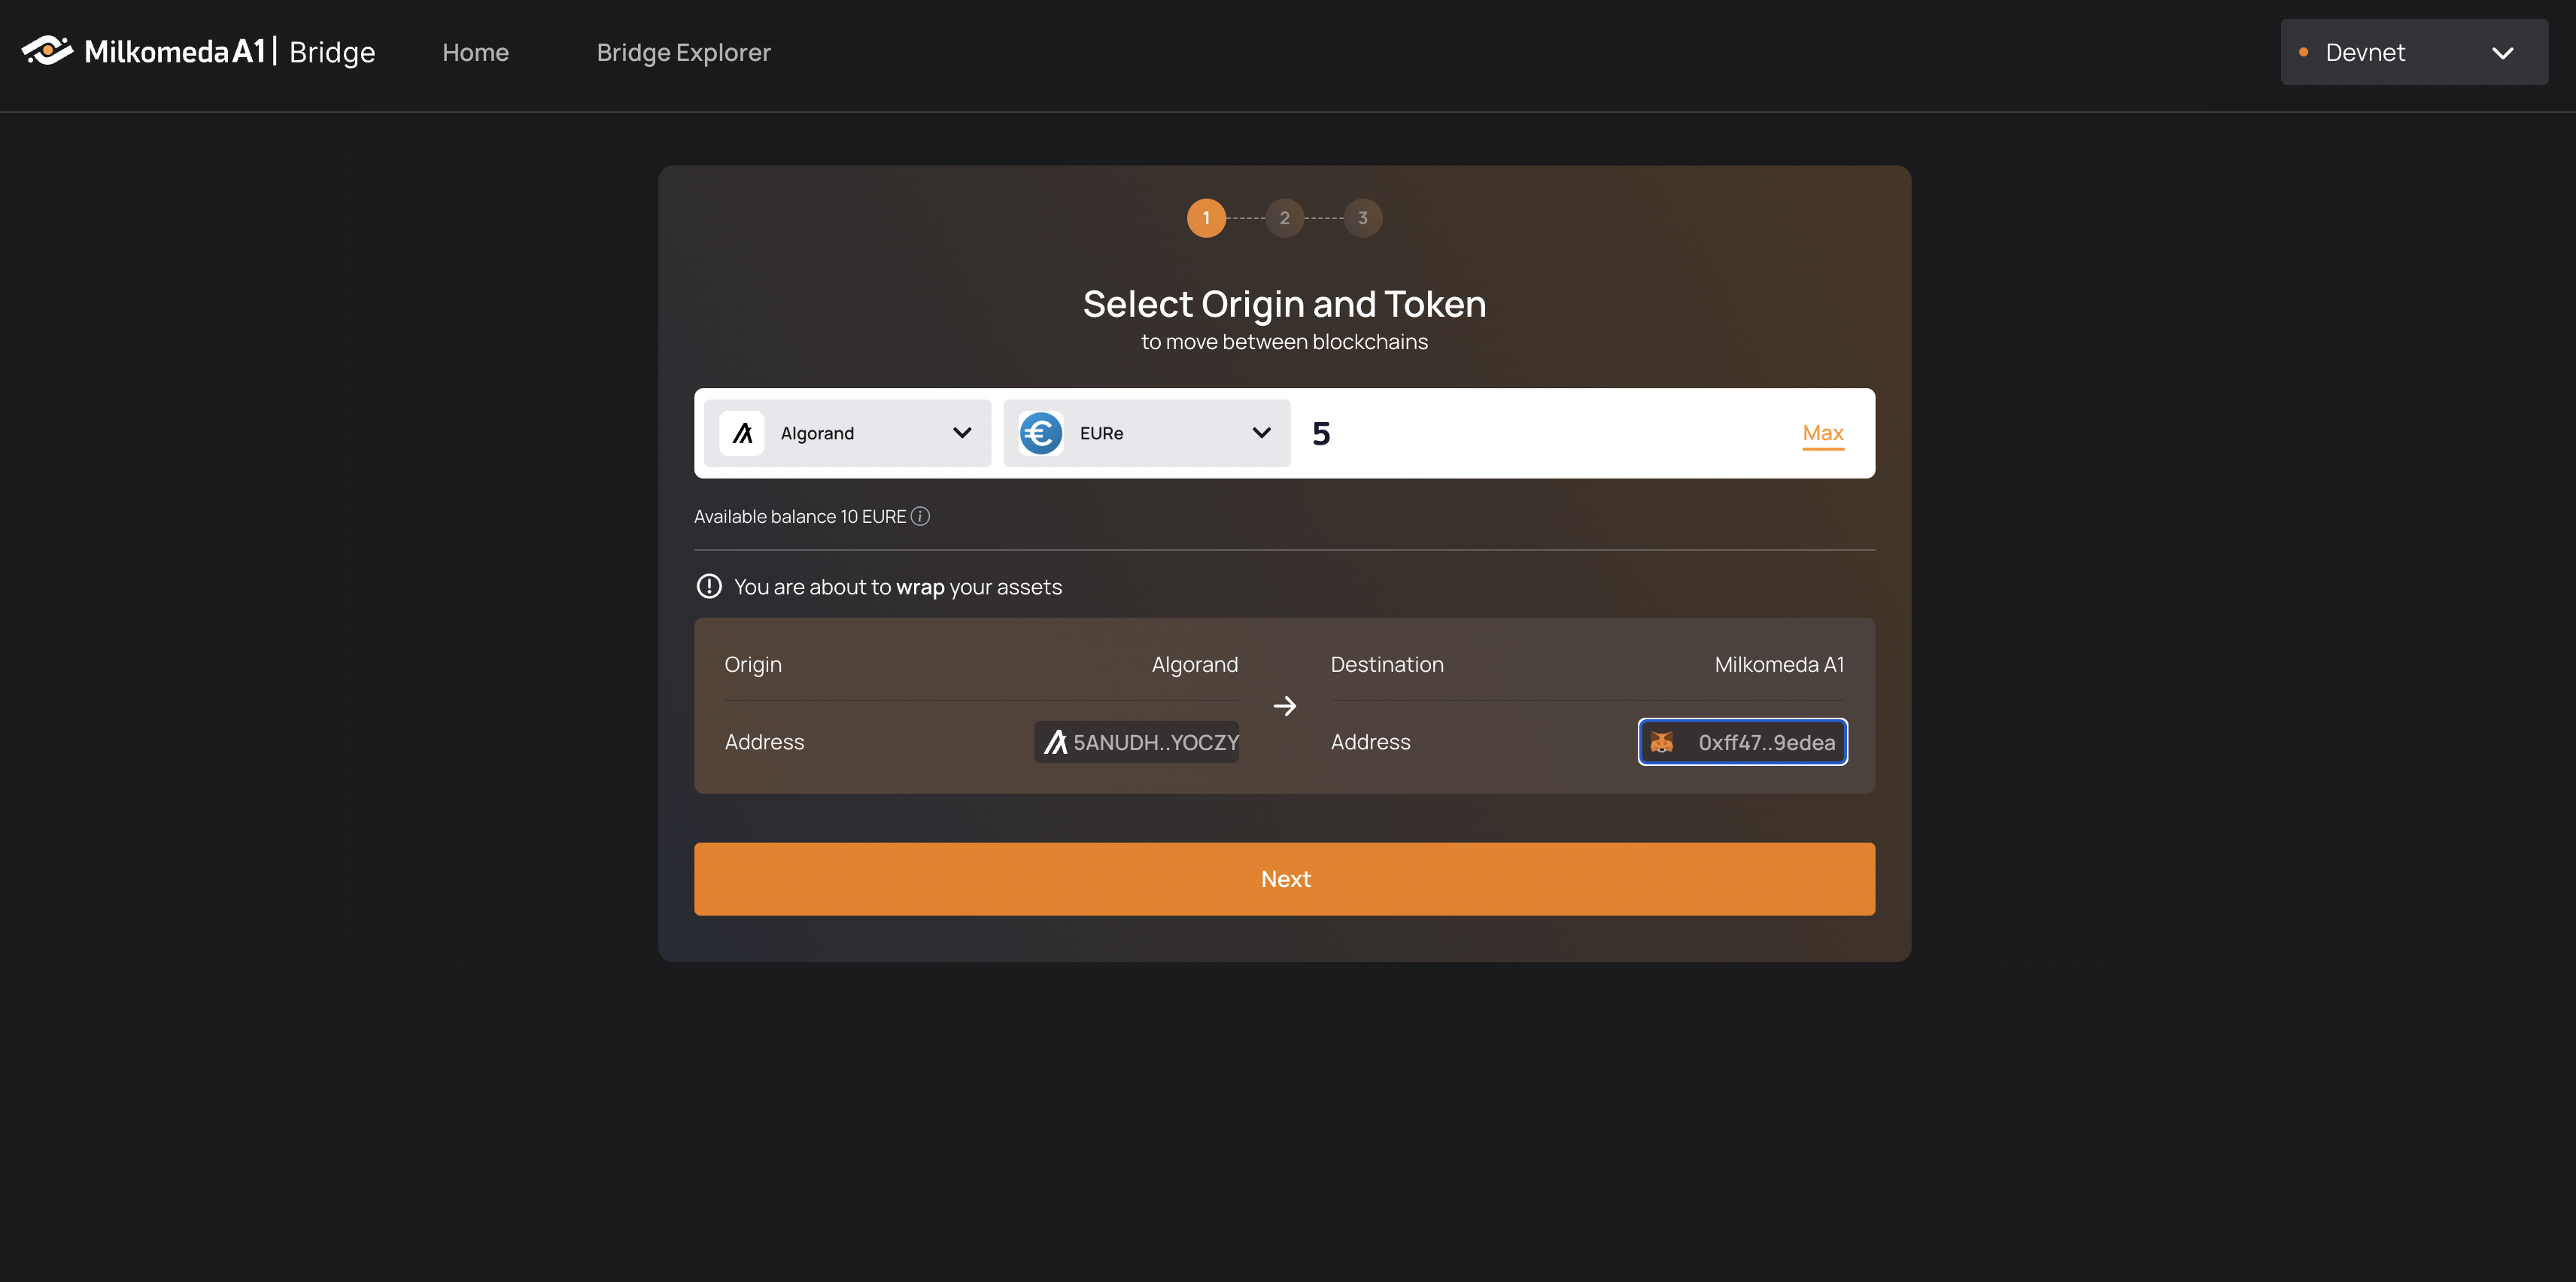 MilkomedaA1 | Bridge
Home
Bridge Explorer
Devnet
1
2
3
Select Origin and Token
to move between blockchains
Algorand
EURe
5
Max
Available balance 10 EURE
You are about to wrap your assets
Origin
Algorand
Destination
Milkomeda A1
Address
5ANUDH..YOCZY
Address
0xff47..9edea
Next